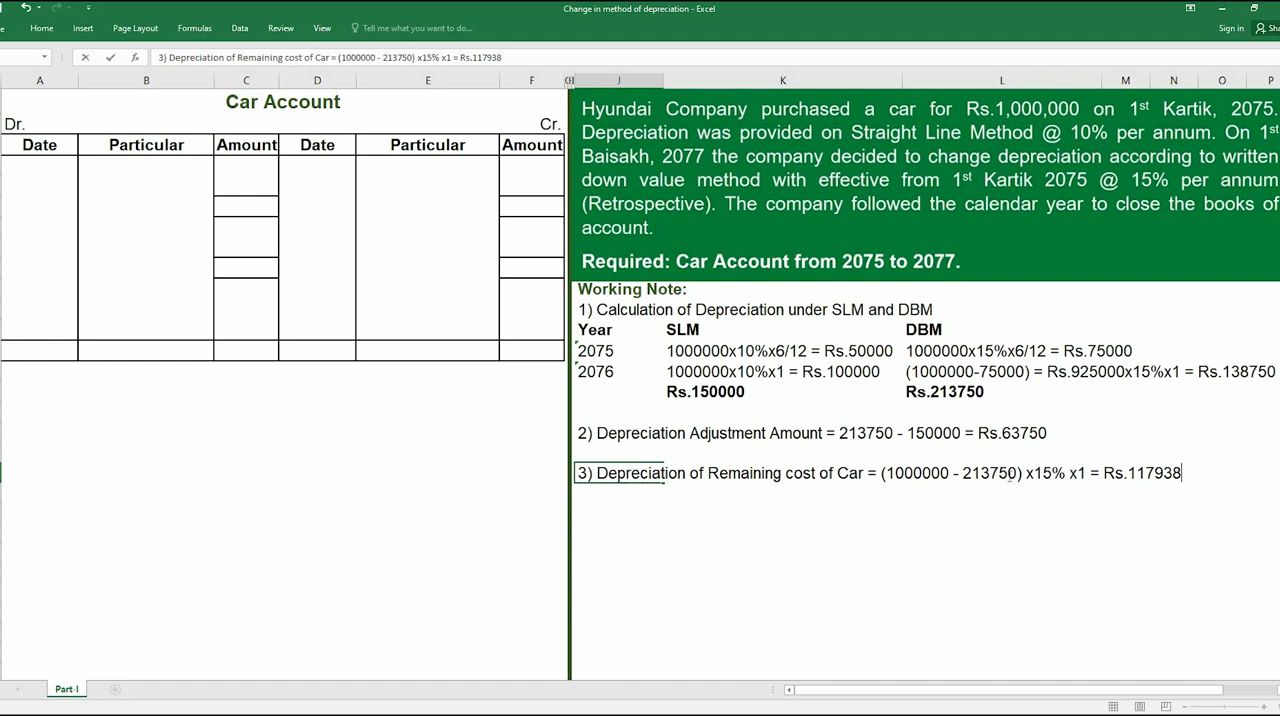 Change in method of depreciation - Excel
Home Insert Page Layout Formulas Data Review View Tell me what you want to do... Sign in
3) Depreciation of Remaining cost of Car = (1000000 - 213750) x15% x1 = Rs.117938
A B C D E F J K L M N O P
Car Account
Dr. Cr.
Date Particular Amount Date Particular Amount
Hyundai Company purchased a car for Rs.1,000,000 on 1st Kartik, 2075.
Depreciation was provided on Straight Line Method @ 10% per annum. On 1st
Baisakh, 2077 the company decided to change depreciation according to written
down value method with effective from 1st Kartik 2075 @ 15% per annum
(Retrospective). The company followed the calendar year to close the books of
account.
Required: Car Account from 2075 to 2077.
Working Note:
1) Calculation of Depreciation under SLM and DBM
Year SLM DBM
2075 1000000x10%x6/12 = Rs.50000 1000000x15%x6/12 = Rs.75000
2076 1000000x10%x1 = Rs.100000 (1000000-75000) = Rs.925000x15%x1 = Rs.138750
Rs.150000 Rs.213750
2) Depreciation Adjustment Amount = 213750 - 150000 = Rs.63750
3) Depreciation of Remaining cost of Car = (1000000 - 213750) x15% x1 = Rs.117938
Part-I